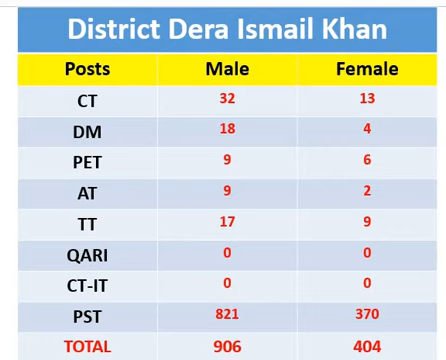 District Dera Ismail Khan
Posts Male Female
CT 32 13
DM 18 4
PET 9 6
AT 9 2
TT 17 9
QARI 0 0
CT-IT 0 0
PST 821 370
TOTAL 906 404